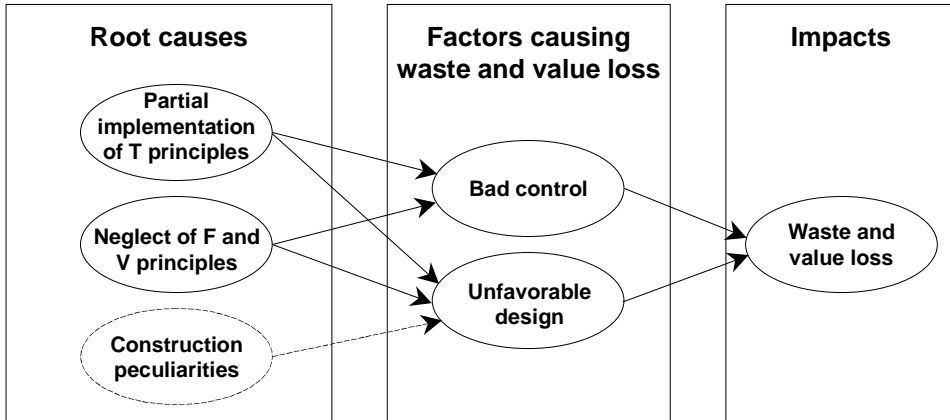 Root causes
Partial
implementation
of T principles
Neglect of F and
V principles
Construction
peculiarities
Factors causing
waste and value loss
Bad control
Unfavorable
design
Impacts
Waste and
value loss